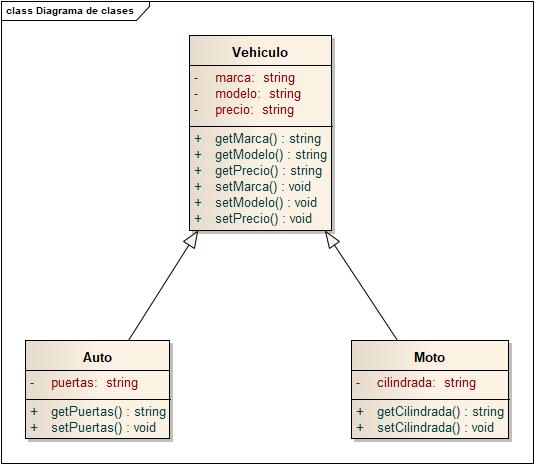 class Diagrama de clases
Vehiculo
- marca: string
- modelo: string
- precio: string
+ getMarca() : string
+ getModelo() : string
+ getPrecio() : string
+ setMarca() : void
+ setModelo() : void
+ setPrecio() : void
Auto
- puertas: string
+ getPuertas() : string
+ setPuertas() : void
Moto
- cilindrada: string
+ getCilindrada() : string
+ setCilindrada() : void